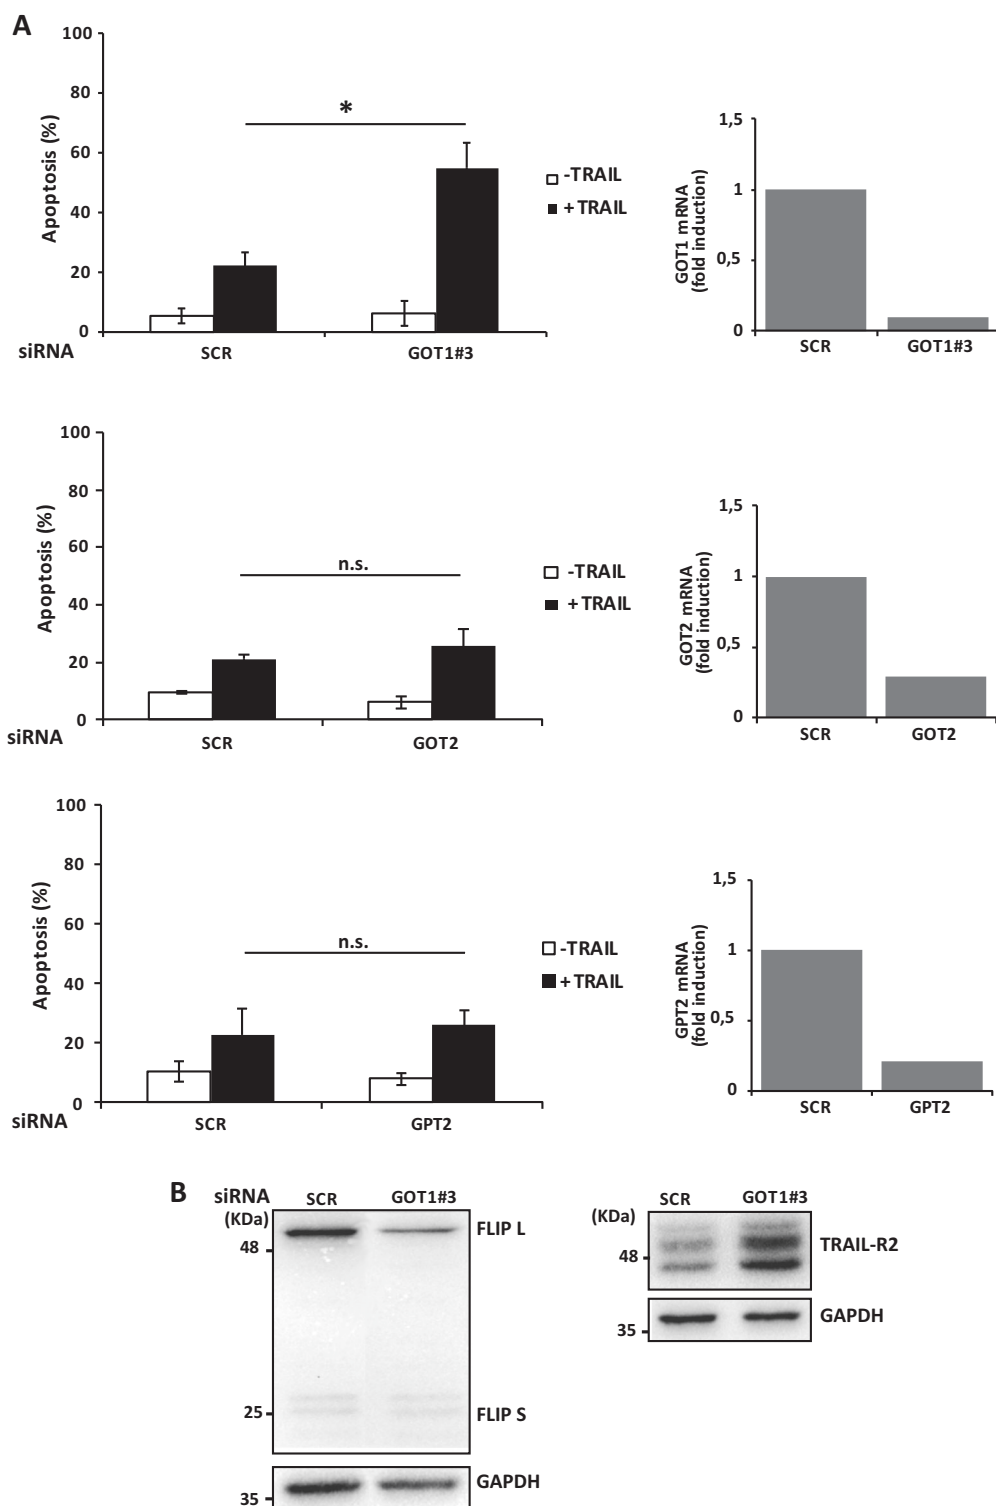 A
100
80
60
40
20
0
Apoptosis (%)
*
-TRAIL
+TRAIL
siRNA
SCR
GOT1#3
1,5
1
0,5
0
GOT1 mRNA
(fold induction)
SCR
GOT1#3
100
80
60
40
20
0
Apoptosis (%)
n.s.
-TRAIL
+TRAIL
siRNA
SCR
GOT2
1,5
1
0,5
0
GOT2 mRNA
(fold induction)
SCR
GOT2
100
80
60
40
20
0
Apoptosis (%)
n.s.
-TRAIL
+TRAIL
siRNA
SCR
GPT2
1,5
1
0,5
0
GPT2 mRNA
(fold induction)
SCR
GPT2
B
siRNA
SCR
GOT1#3
(KDa)
48
25
FLIP L
FLIP S
GAPDH
35
SCR
GOT1#3
(KDa)
48
TRAIL-R2
GAPDH
35